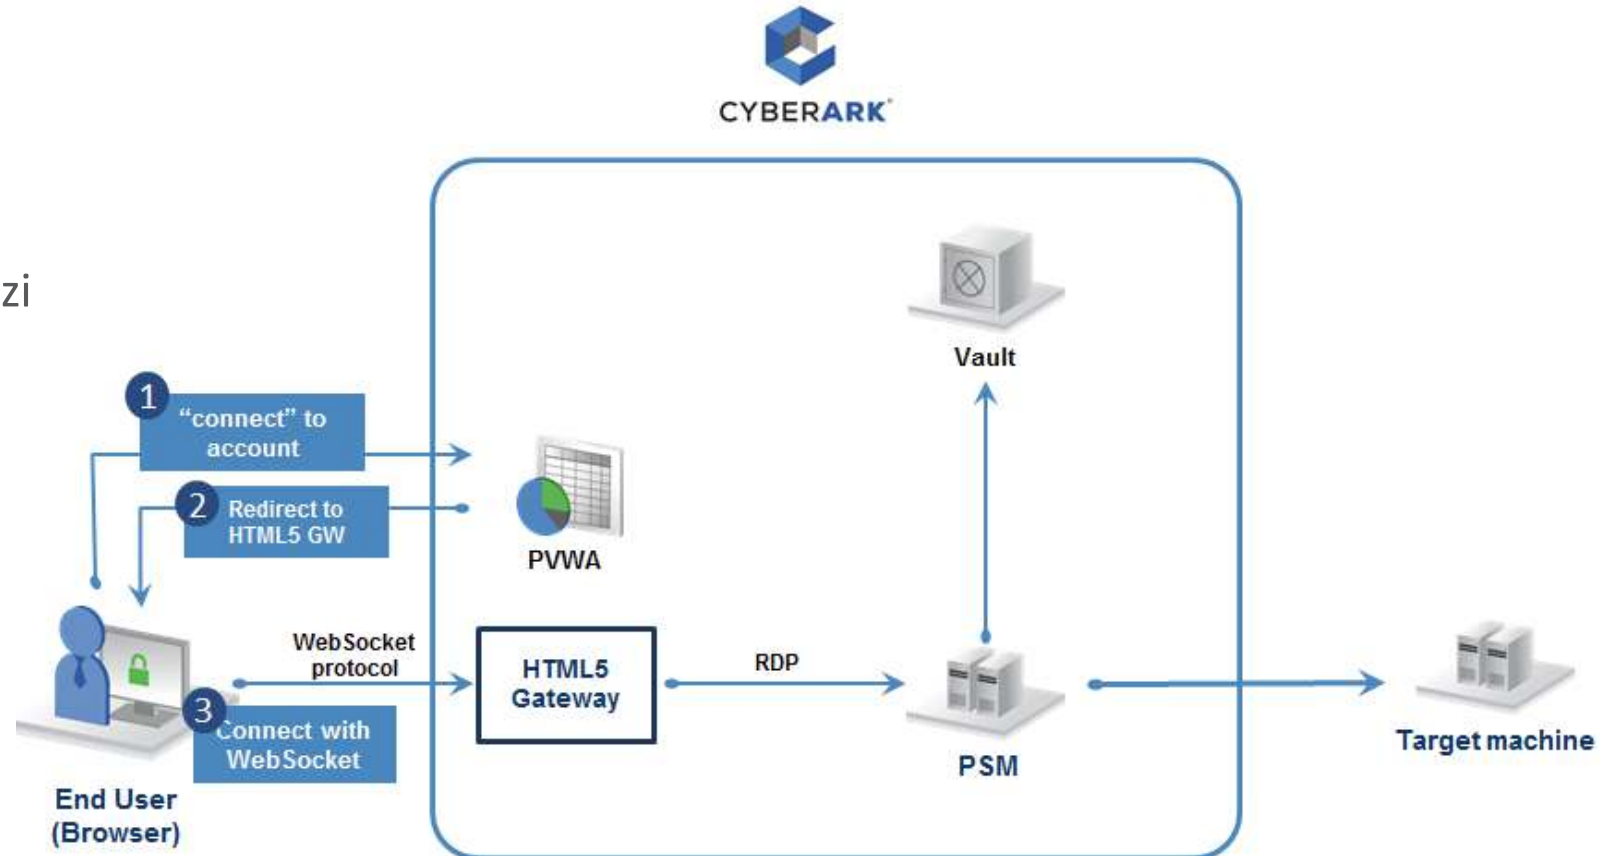 CYBERARK
zi
Vault
1
“connect” to
account
2
Redirect to
HTML5 GW
PVWA
WebSocket
protocol
HTML5
Gateway
RDP
3
Connect with
WebSocket
PSM
Target machine
End User
(Browser)